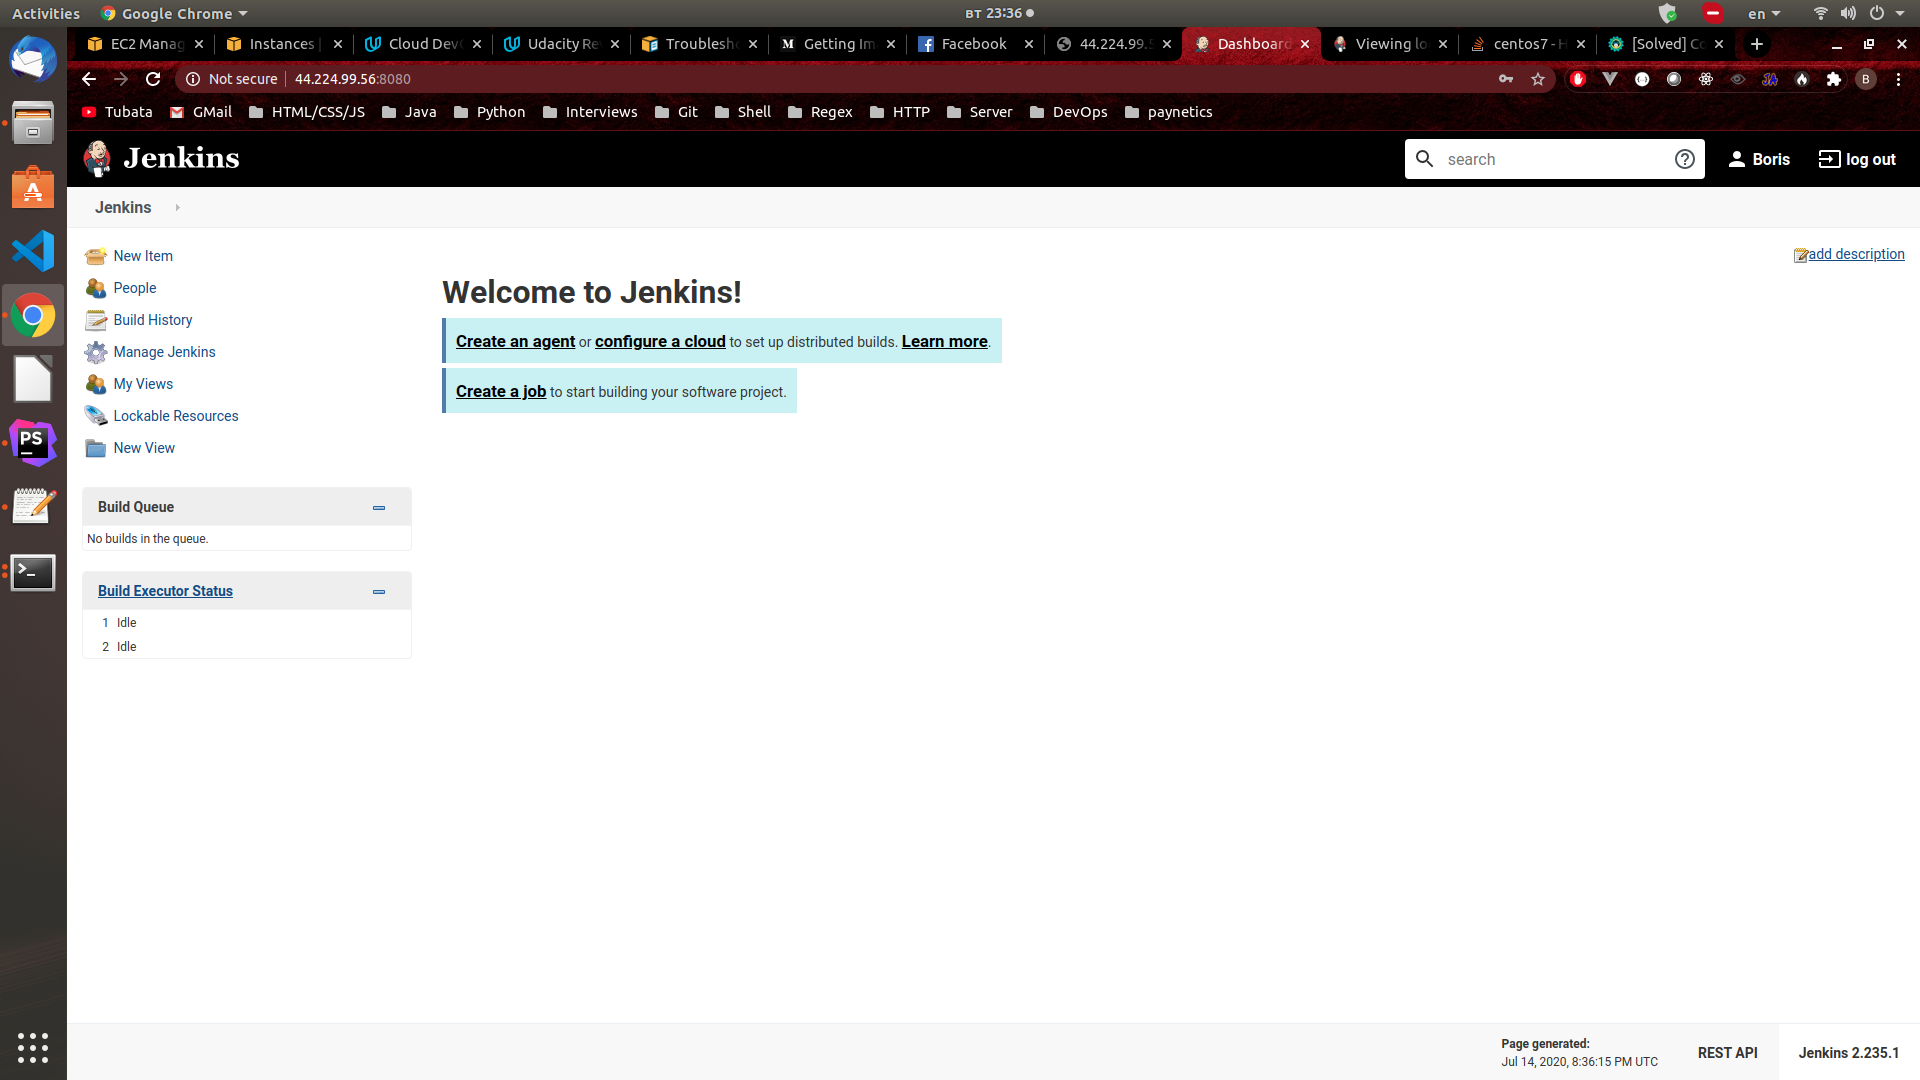 Activities Google Chrome вт 23:36 en
EC2 Manag Instances | Cloud Dev Udacity Re Troublesh Getting Im Facebook 44.224.99.5 Dashboard Viewing lo centos7 - H [Solved] Co
Not secure 44.224.99.56:8080
Tubata GMail HTML/CSS/JS Java Python Interviews Git Shell Regex HTTP Server DevOps paynetics
Jenkins search Boris log out
Jenkins
add description
New Item
People
Build History
Manage Jenkins
My Views
Lockable Resources
New View
Welcome to Jenkins!
Create an agent or configure a cloud to set up distributed builds. Learn more.
Create a job to start building your software project.
Build Queue
No builds in the queue.
Build Executor Status
1 Idle
2 Idle
Page generated:
Jul 14, 2020, 8:36:15 PM UTC
REST API
Jenkins 2.235.1